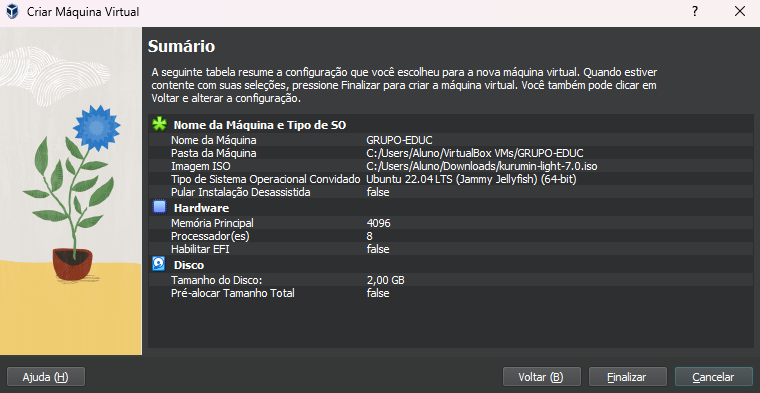 Criar Máquina Virtual
?
Sumário
A seguinte tabela resume a configuração que você escolheu para a nova máquina virtual. Quando estiver
contente com suas seleções, pressione Finalizar para criar a máquina virtual. Você também pode clicar em
Voltar e alterar a configuração.
Nome da Máquina e Tipo de SO
Nome da Máquina GRUPO-EDUC
Pasta da Máquina C:/Users/Aluno/VirtualBox VMs/GRUPO-EDUC
Imagem ISO C:/Users/Aluno/Downloads/kurumin-light-7.0.iso
Tipo de Sistema Operacional Convidado Ubuntu 22.04 LTS (Jammy Jellyfish) (64-bit)
Pular Instalação Desassistida false
Hardware
Memória Principal 4096
Processador(es) 8
Habilitar EFI false
Disco
Tamanho do Disco: 2,00 GB
Pré-alocar Tamanho Total false
Ajuda (H) Voltar (B) Finalizar Cancelar